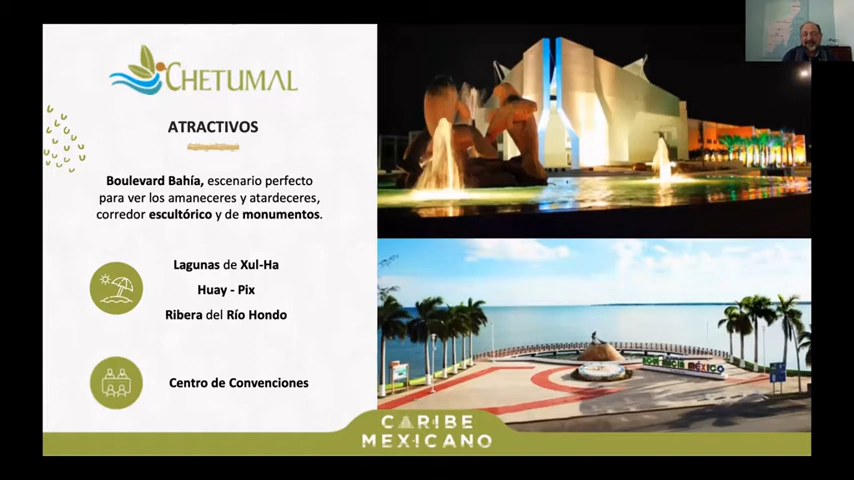 CHETUMAL
ATRACTIVOS
Boulevard Bahía, escenario perfecto
para ver los amaneceres y atardeceres,
corredor escultórico y de monumentos.
Lagunas de Xul-Ha
Huay - Pix
Ribera del Río Hondo
Centro de Convenciones
MÉXICO
CARIBE
MEXICANO